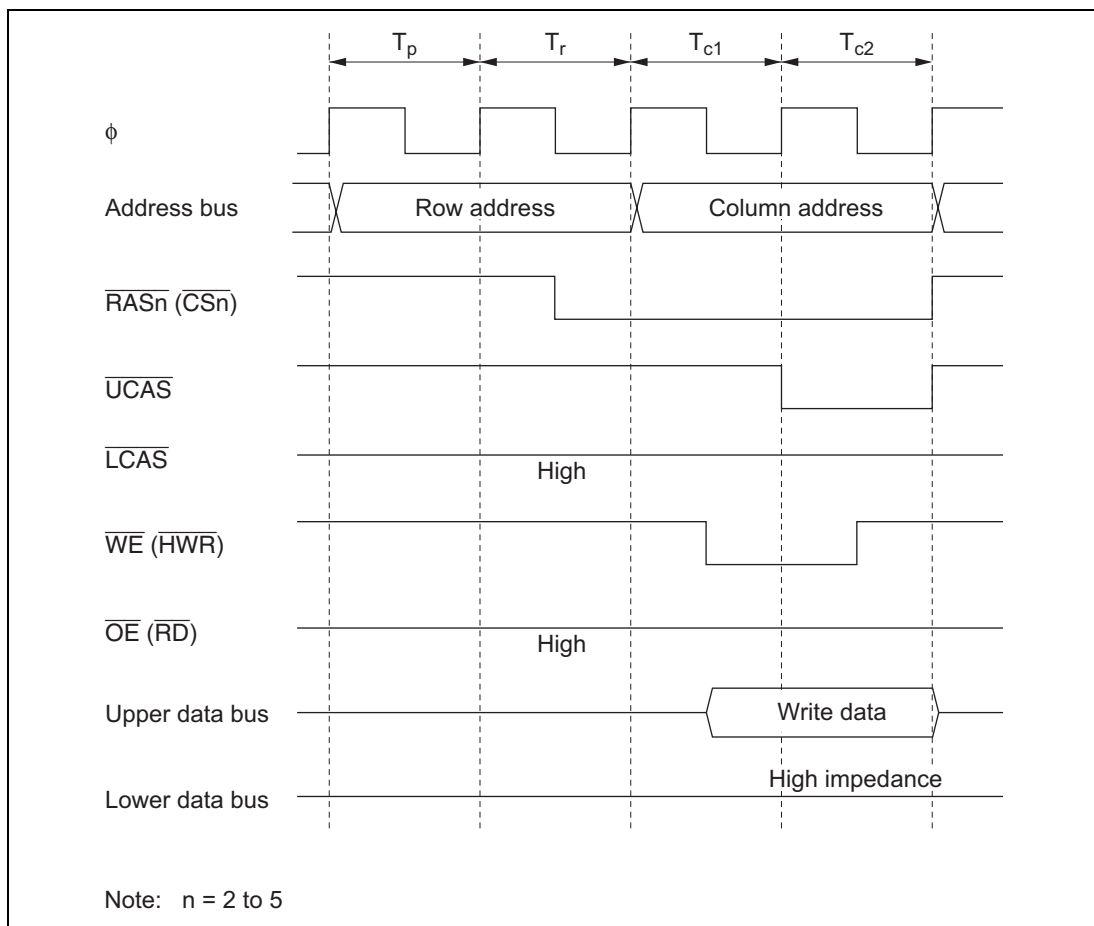 Tp Tr Tc1 Tc2
ϕ
Address bus Row address Column address
RASn (CSn)
UCAS
LCAS High
WE (HWR)
OE (RD) High
Upper data bus Write data
High impedance
Lower data bus
Note: n = 2 to 5